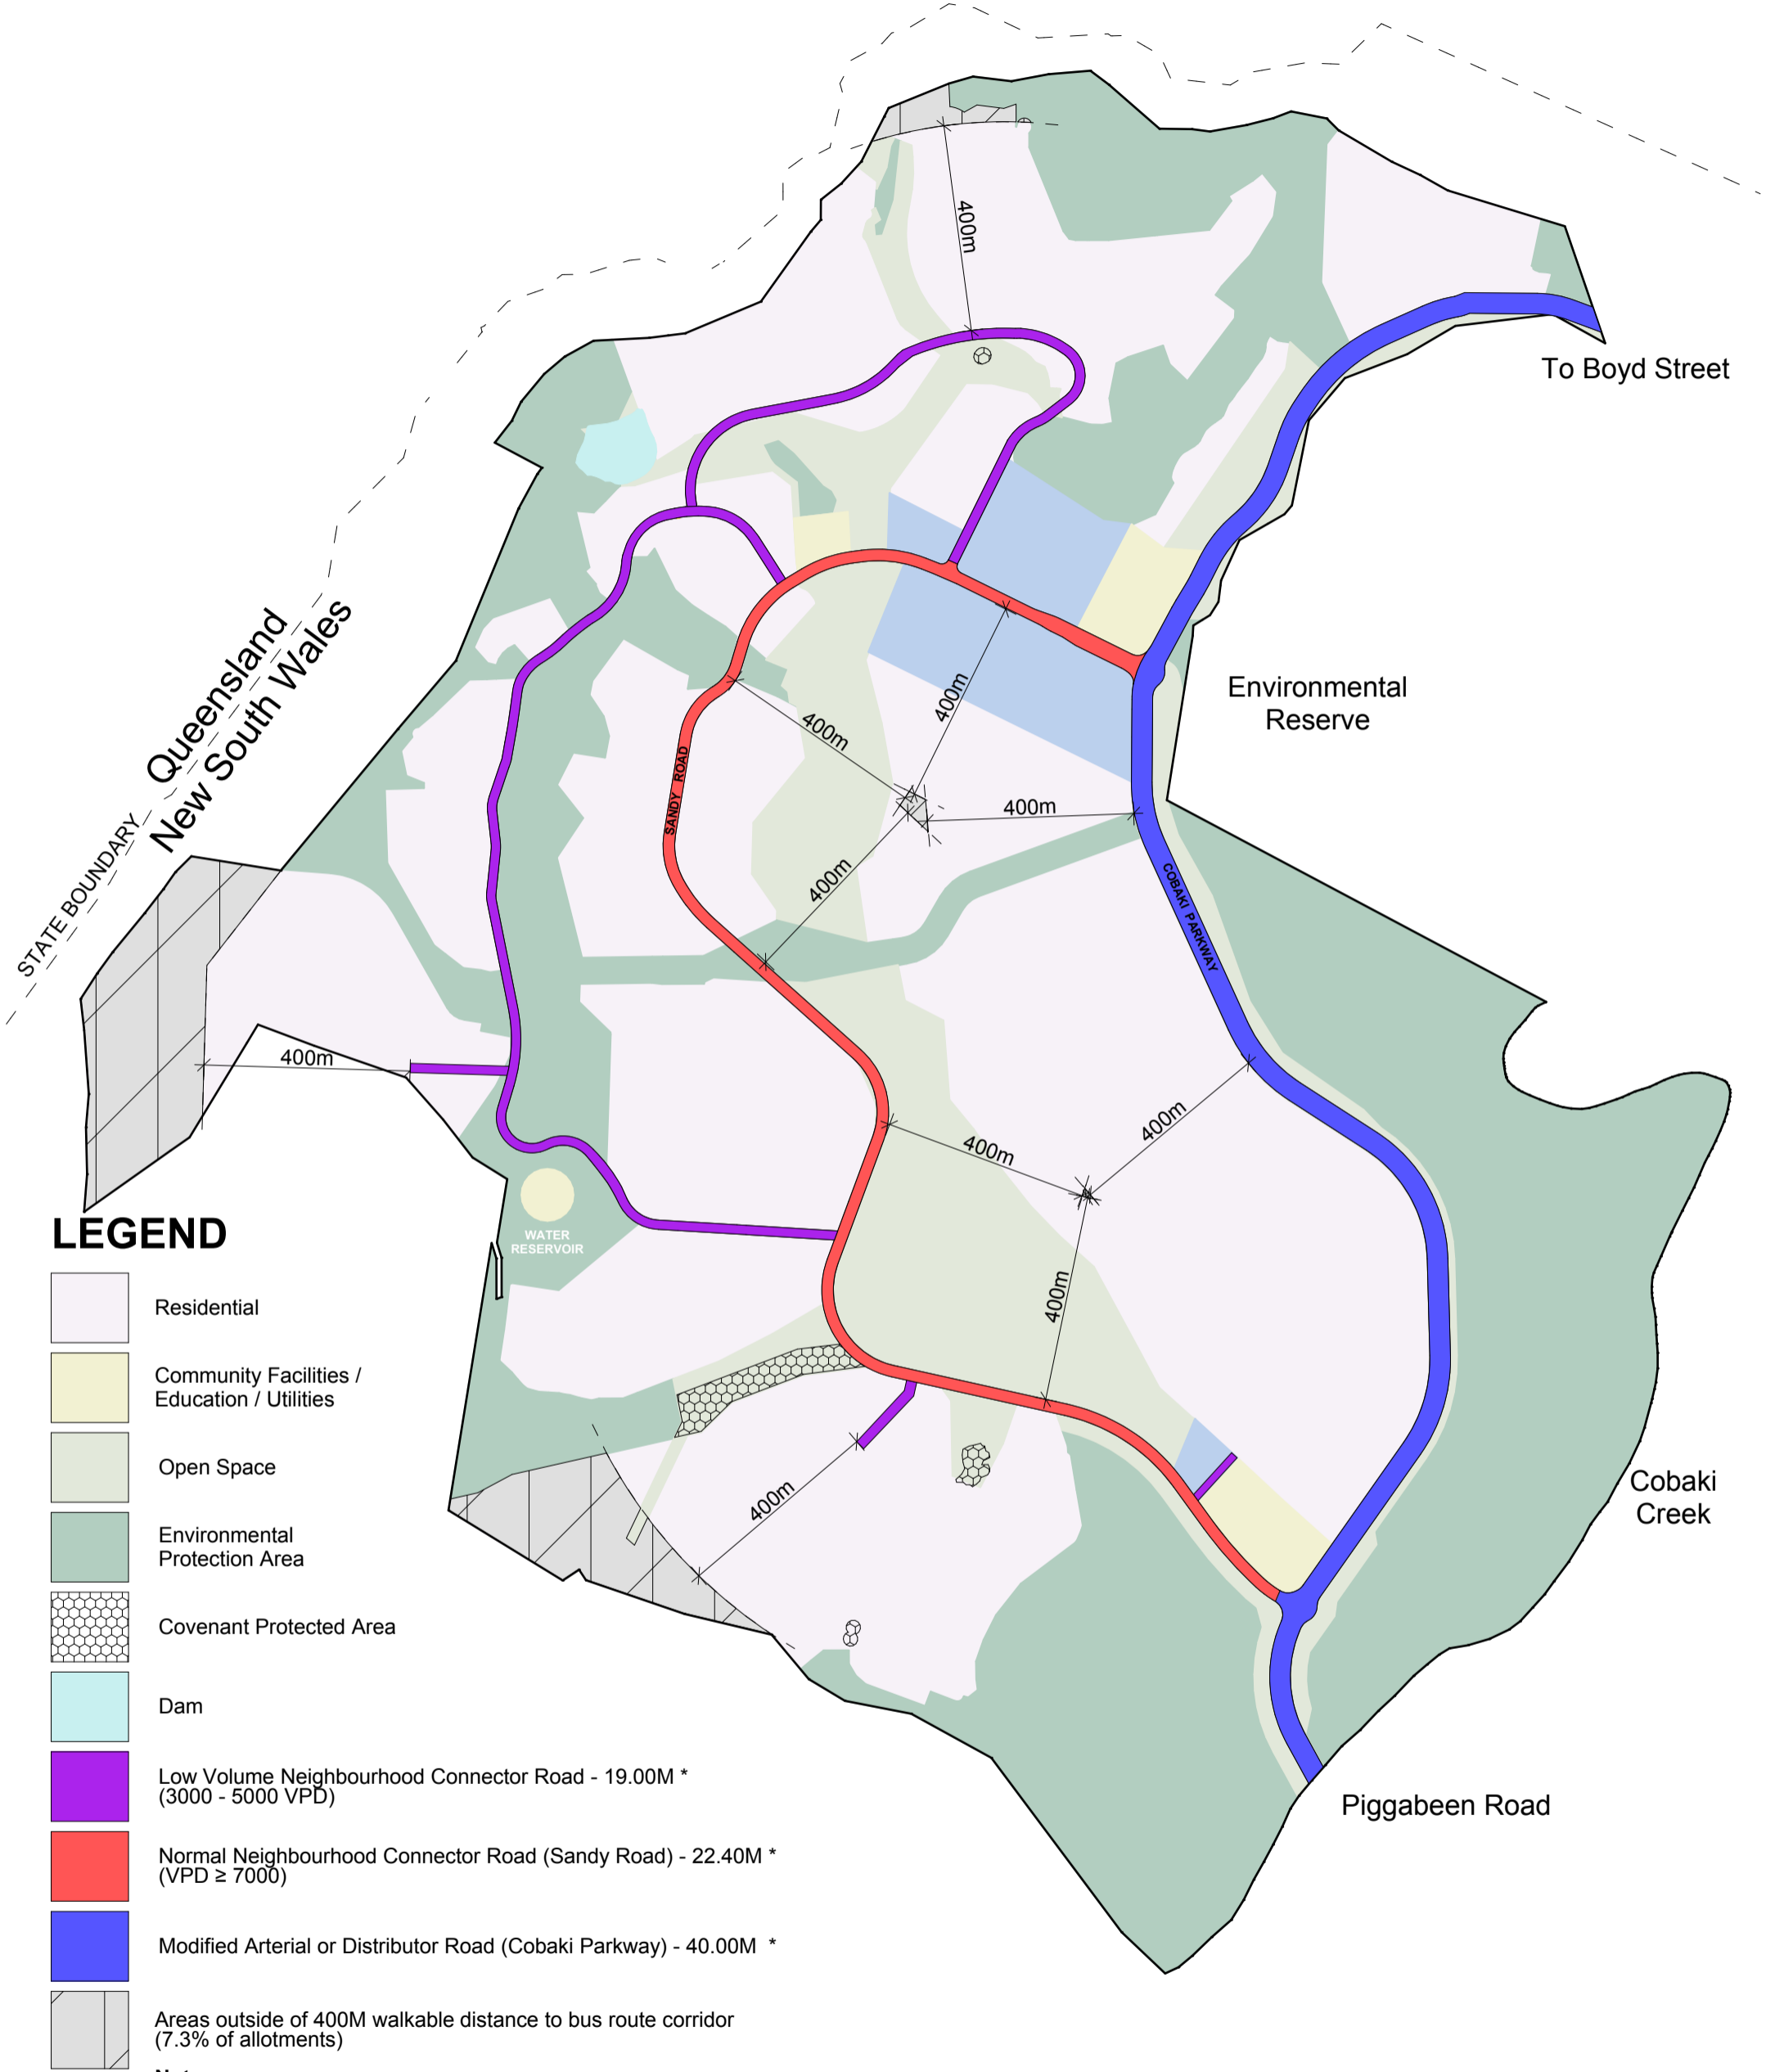 400m
To Boyd Street
Queensland
New South Wales
STATE BOUNDARY
Environmental
Reserve
400m
400m
SANDY ROAD
400m
400m
COBAKI PARKWAY
400m
400m
400m
400m
WATER
RESERVOIR
400m
Cobaki
Creek
Piggabeen Road
LEGEND
Residential
Community Facilities /
Education / Utilities
Open Space
Environmental
Protection Area
Covenant Protected Area
Dam
Low Volume Neighbourhood Connector Road - 19.00M *
(3000 - 5000 VPD)
Normal Neighbourhood Connector Road (Sandy Road) - 22.40M *
(VPD ≥ 7000)
Modified Arterial or Distributor Road (Cobaki Parkway) - 40.00M *
Areas outside of 400M walkable distance to bus route corridor
(7.3% of allotments)